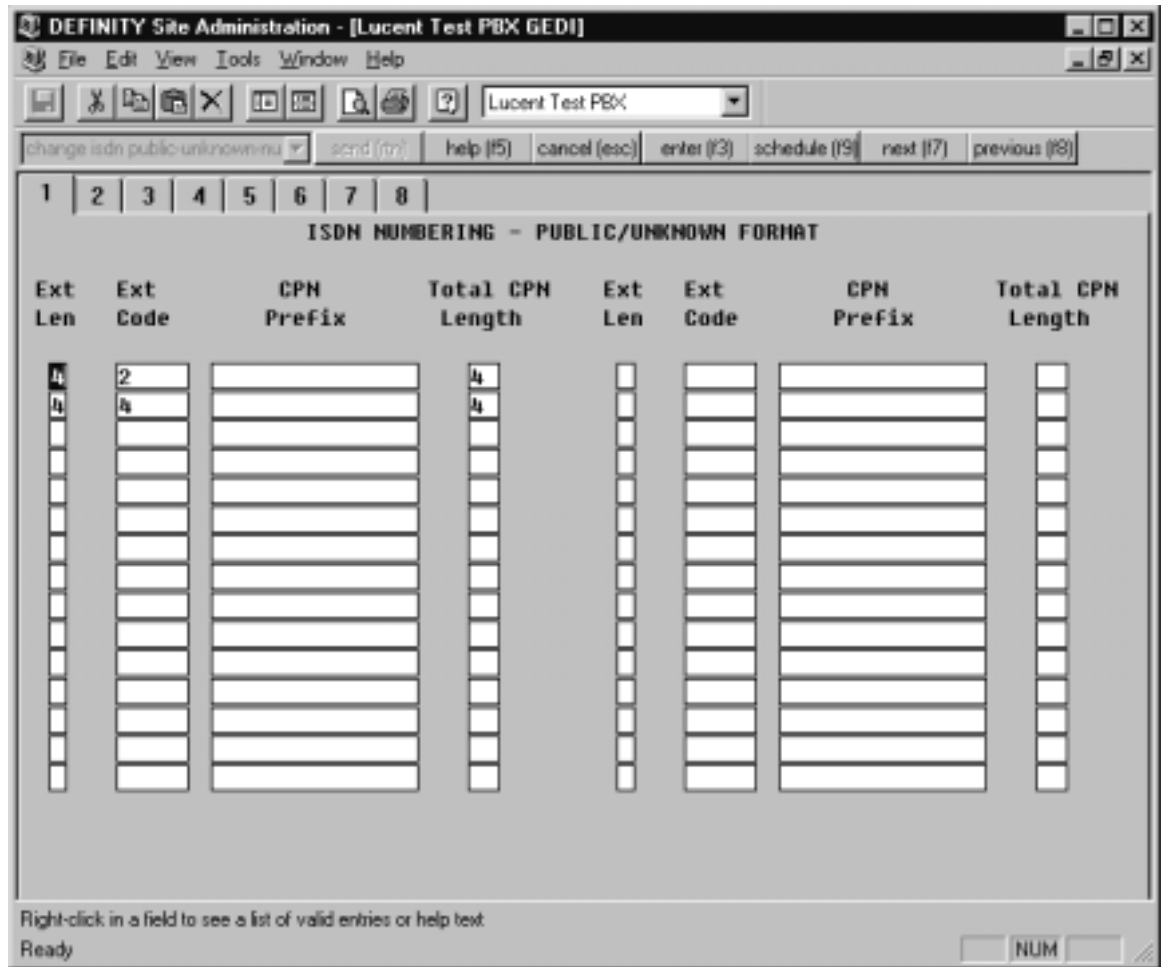 DEFINITY Site Administration - [Lucent Test PBX GEDI]
File Edit View Tools Window Help
Lucent Test PBX
change isdn public-unknown-nu send (rtn) help (f5) cancel (esc) enter (f3) schedule (f9) next (f7) previous (f8)
1 2 3 4 5 6 7 8
ISDN NUMBERING - PUBLIC/UNKNOWN FORMAT
Ext Ext CPN Total CPN Ext Ext CPN Total CPN
Len Code Prefix Length Len Code Prefix Length
4 2 4
4 4 4
Right-click in a field to see a list of valid entries or help text
Ready NUM